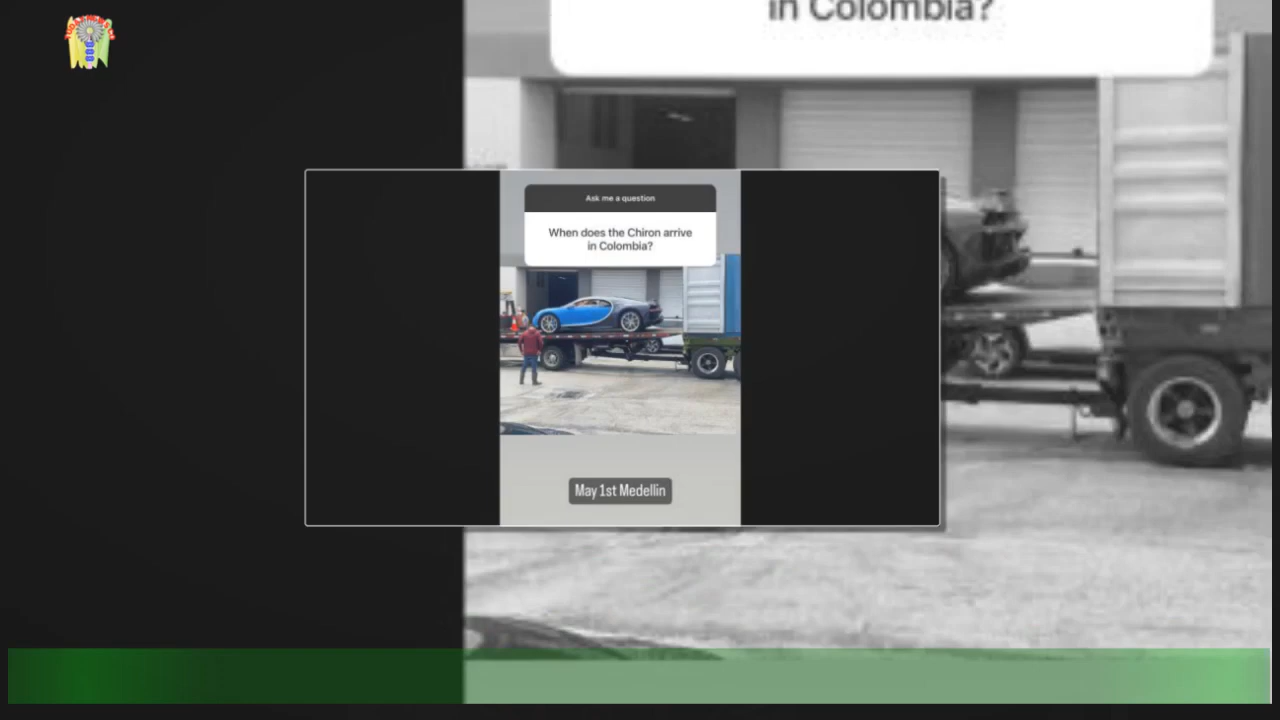 in Colombia?
Ask me a question
When does the Chiron arrive
in Colombia?
May 1st Medellin